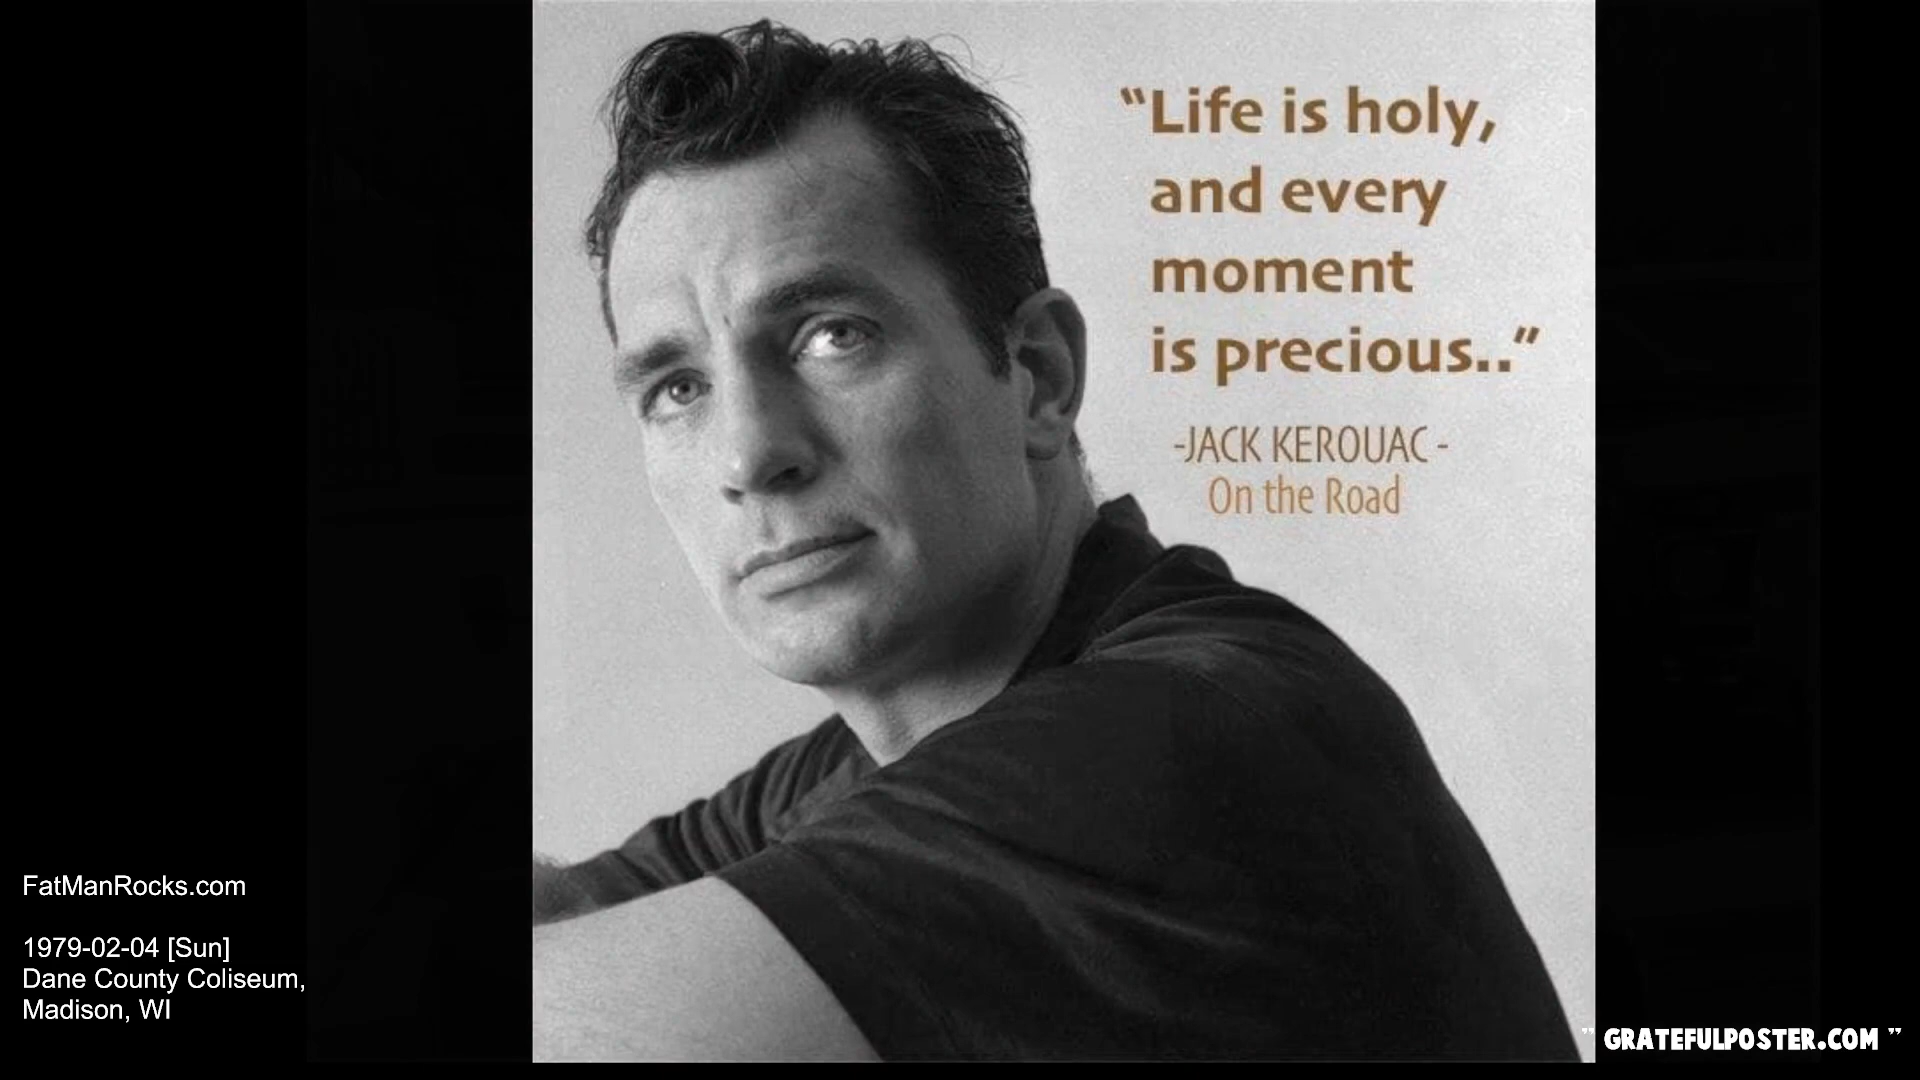 “Life is holy,
and every
moment
is precious..”
-JACK KEROUAC -
On the Road
FatManRocks.com
1979-02-04 [Sun]
Dane County Coliseum,
Madison, WI
" GRATEFULPOSTER.COM "